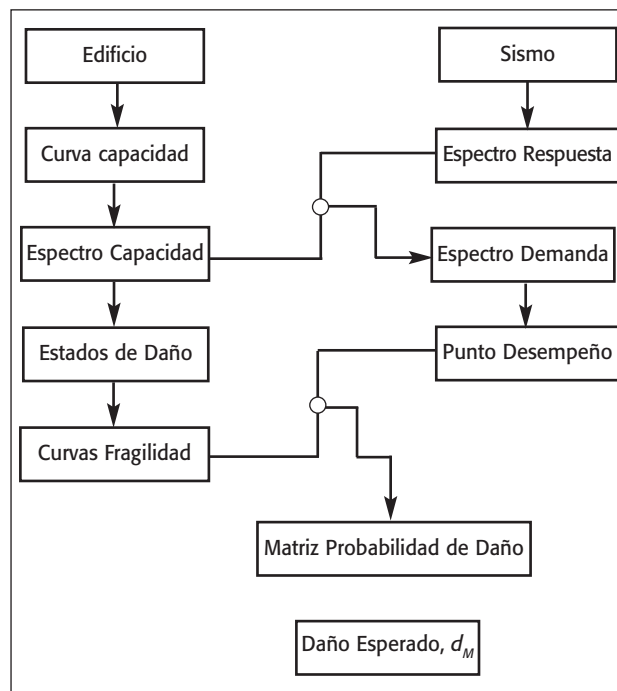 Edificio
Sismo
Curva capacidad
Espectro Respuesta
Espectro Capacidad
Espectro Demanda
Estados de Daño
Punto Desempeño
Curvas Fragilidad
Matriz Probabilidad de Daño
Daño Esperado, d_M